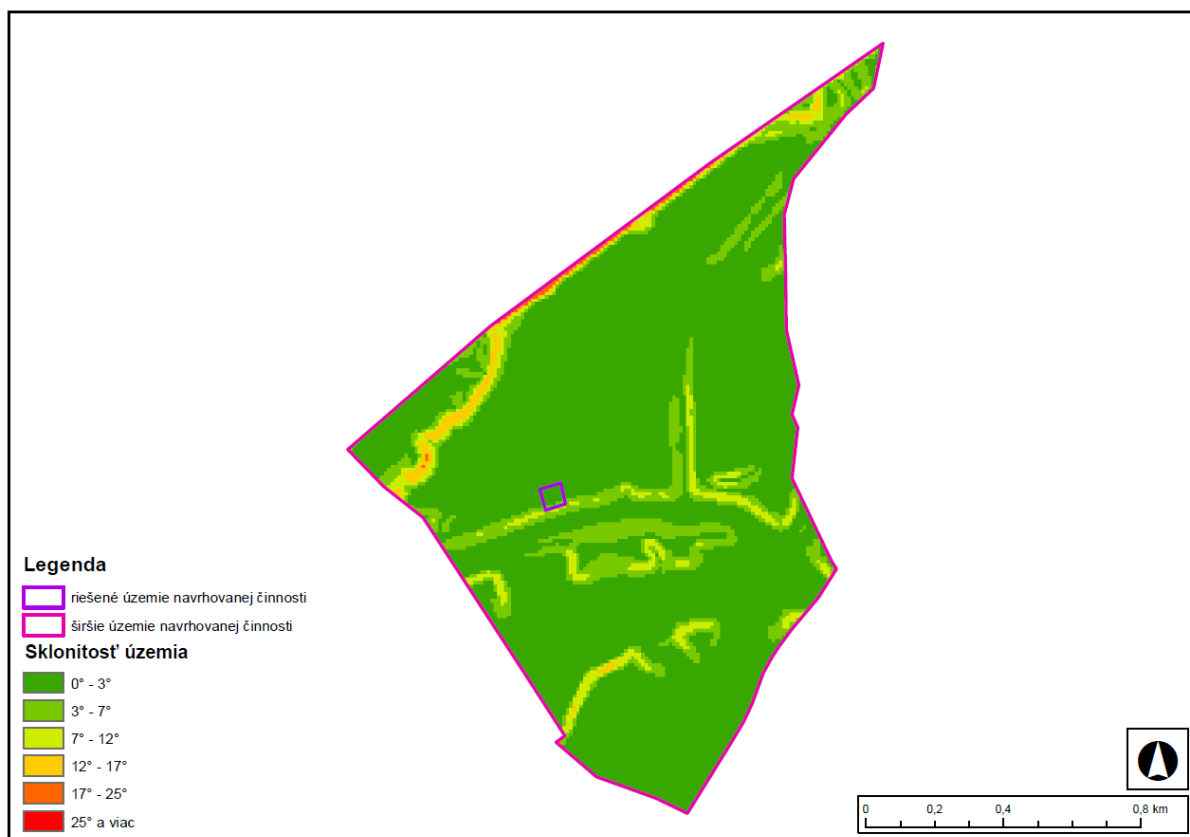 Legenda
riešené územie navrhovanej činnosti
širšie územie navrhovanej činnosti
Sklonitosť územia
0° - 3°
3° - 7°
7° - 12°
12° - 17°
17° - 25°
25° a viac
0 0,2 0,4 0,8 km